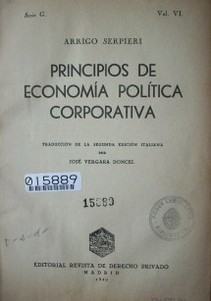 Serie G. Vol. VI.
ARRIGO SERPIERI
PRINCIPIOS DE
ECONOMÍA POLÍTICA
CORPORATIVA
TRADUCCIÓN DE LA SEGUNDA EDICIÓN ITALIANA
POR
JOSÉ VERGARA DONCEL
015889
15889
EDITORIAL REVISTA DE DERECHO PRIVADO
MADRID